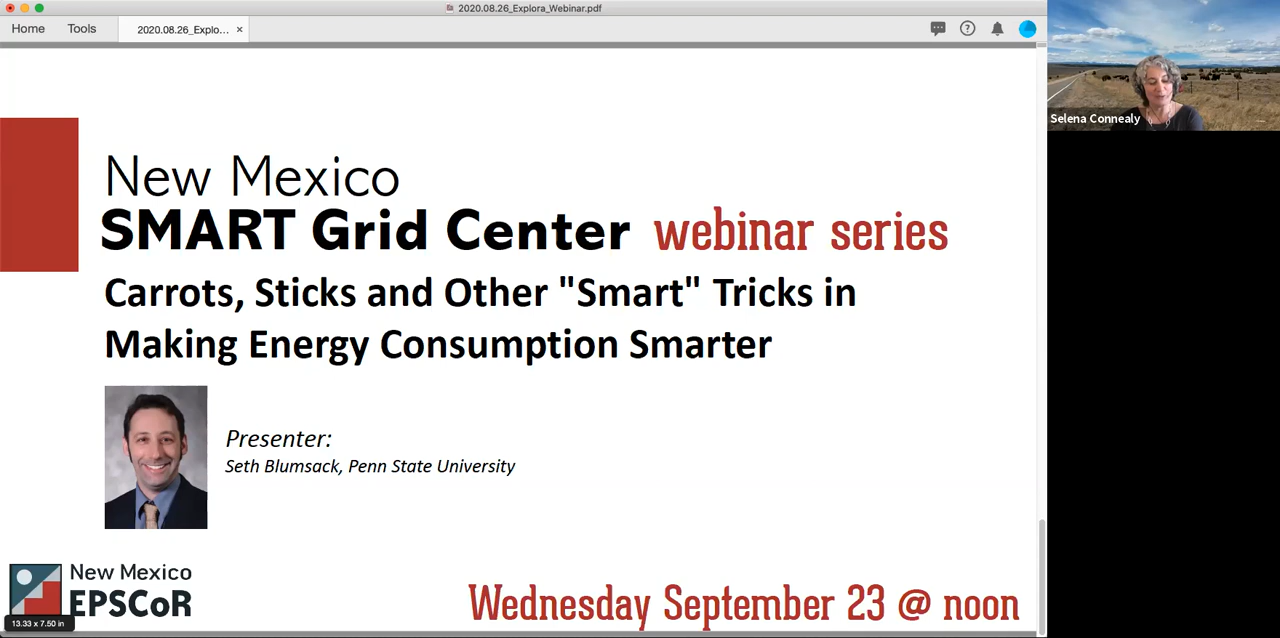 2020.08.26_Explora_Webinar.pdf
Home
Tools
2020.08.26_Explo...
Selena Connealy
New Mexico
SMART Grid Center webinar series
Carrots, Sticks and Other "Smart" Tricks in
Making Energy Consumption Smarter
Presenter:
Seth Blumsack, Penn State University
New Mexico
EPSCoR
Wednesday September 23 @ noon
13.33 x 7.50 in